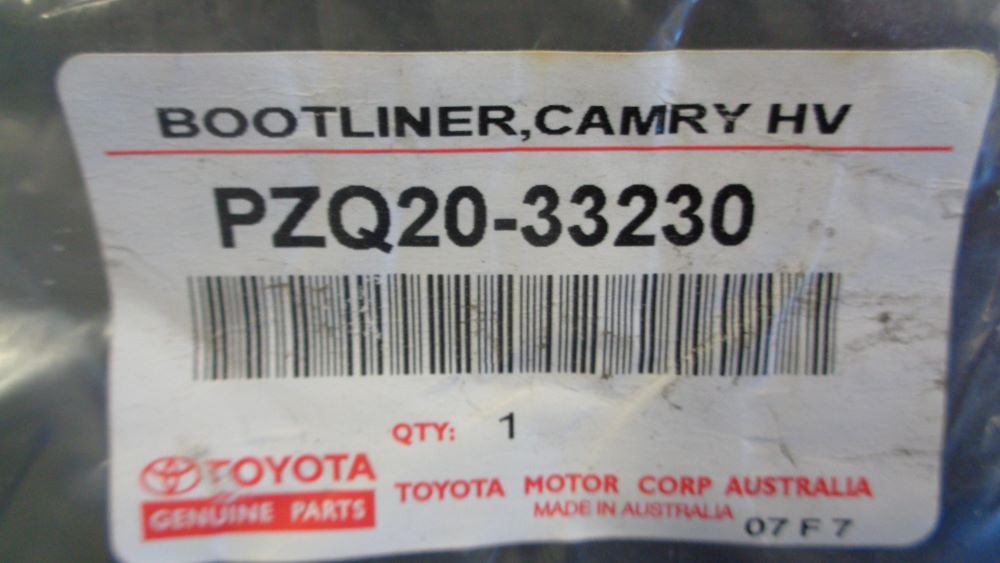 BOOTLINER,CAMRY HV
PZQ20-33230
QTY: 1
TOYOTA
GENUINE PARTS
TOYOTA MOTOR CORP AUSTRALIA
MADE IN AUSTRALIA
07 F 7